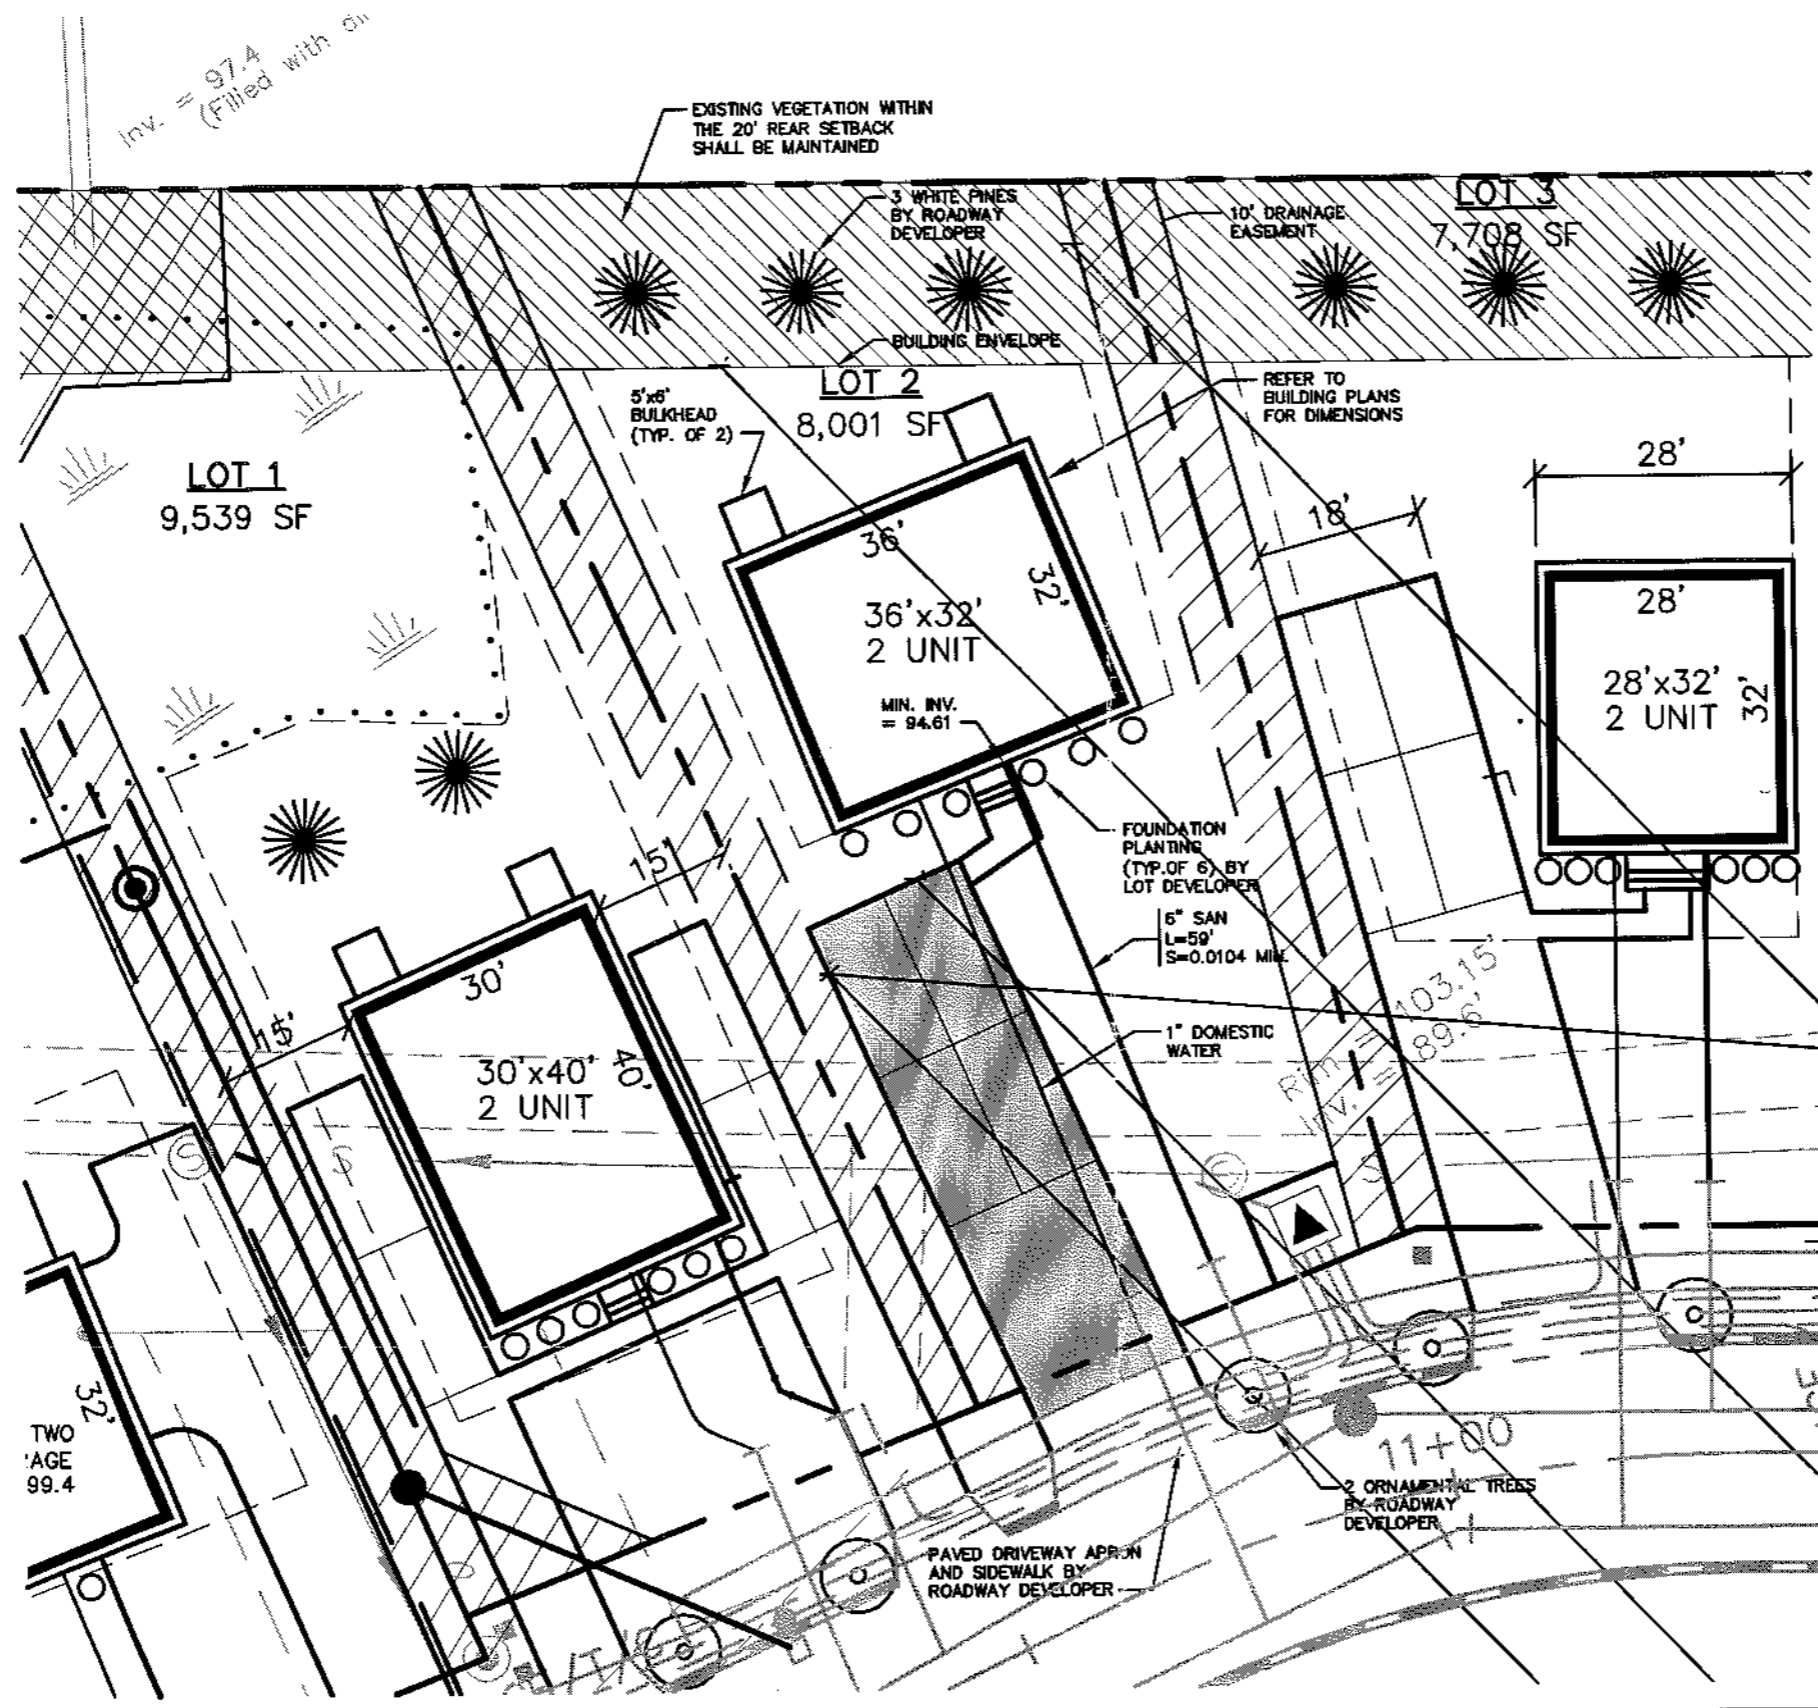 Inv. = 97.4
(Filled with
EXISTING VEGETATION WITHIN
THE 20' REAR SETBACK
SHALL BE MAINTAINED
3 WHITE PINES
BY ROADWAY
DEVELOPER
10' DRAINAGE
EASEMENT
LOT 3
7,708 SF
BUILDING ENVELOPE
LOT 2
8,001 SF
5'x6'
BULKHEAD
(TYP. OF 2)
REFER TO
BUILDING PLANS
FOR DIMENSIONS
LOT 1
9,539 SF
28'
18'
36'
32'
36'x32'
2 UNIT
28'
28'x32'
2 UNIT
32'
MIN. INV.
= 94.61
15'
FOUNDATION
PLANTING
(TYP.OF 6) BY
LOT DEVELOPER
6" SAN
L=59'
S=0.0104 MIN.
30'
15'
30'x40'
2 UNIT
40'
1" DOMESTIC
WATER
Rim = 103.15'
Inv. = 89.6'
S
S
S
32'
TWO
'AGE
99.4
11+00
2 ORNAMENTAL TREES
BY ROADWAY
DEVELOPER
PAVED DRIVEWAY APRON
AND SIDEWALK BY
ROADWAY DEVELOPER